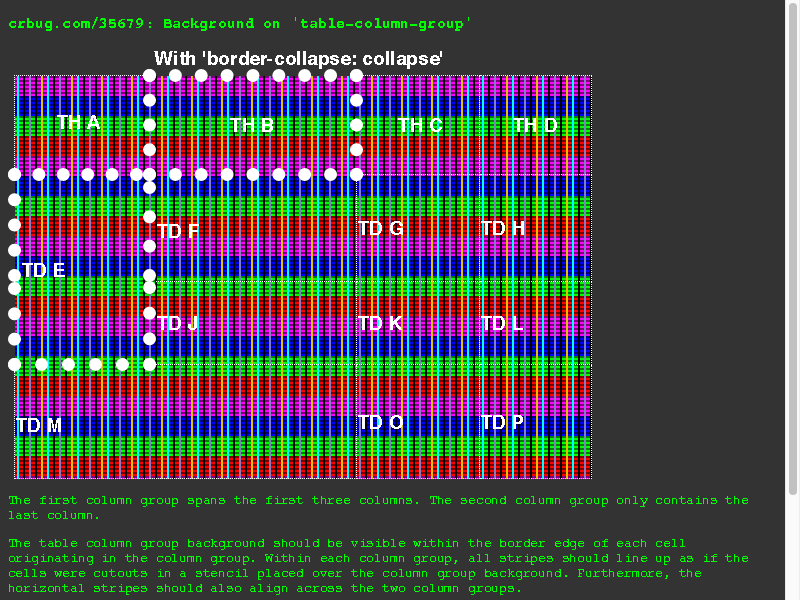 crbug.com/35679: Background on 'table-column-group'
With 'border-collapse: collapse'
TH A TH B TH C TH D
TD E TD F TD G TD H
TD J TD K TD L
TD M TD O TD P
The first column group spans the first three columns. The second column group only contains the
last column.
The table column group background should be visible within the border edge of each cell
originating in the column group. Within each column group, all stripes should line up as if the
cells were cutouts in a stencil placed over the column group background. Furthermore, the
horizontal stripes should also align across the two column groups.